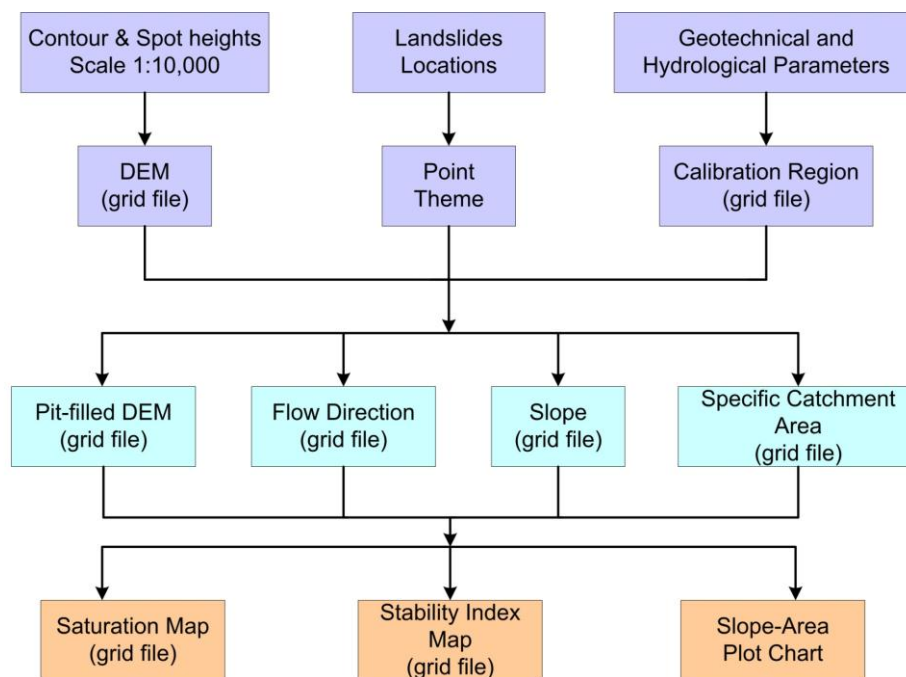 Contour & Spot heights
Scale 1:10,000
Landslides
Locations
Geotechnical and
Hydrological Parameters
DEM
(grid file)
Point
Theme
Calibration Region
(grid file)
Pit-filled DEM
(grid file)
Flow Direction
(grid file)
Slope
(grid file)
Specific Catchment
Area
(grid file)
Saturation Map
(grid file)
Stability Index
Map
(grid file)
Slope-Area
Plot Chart